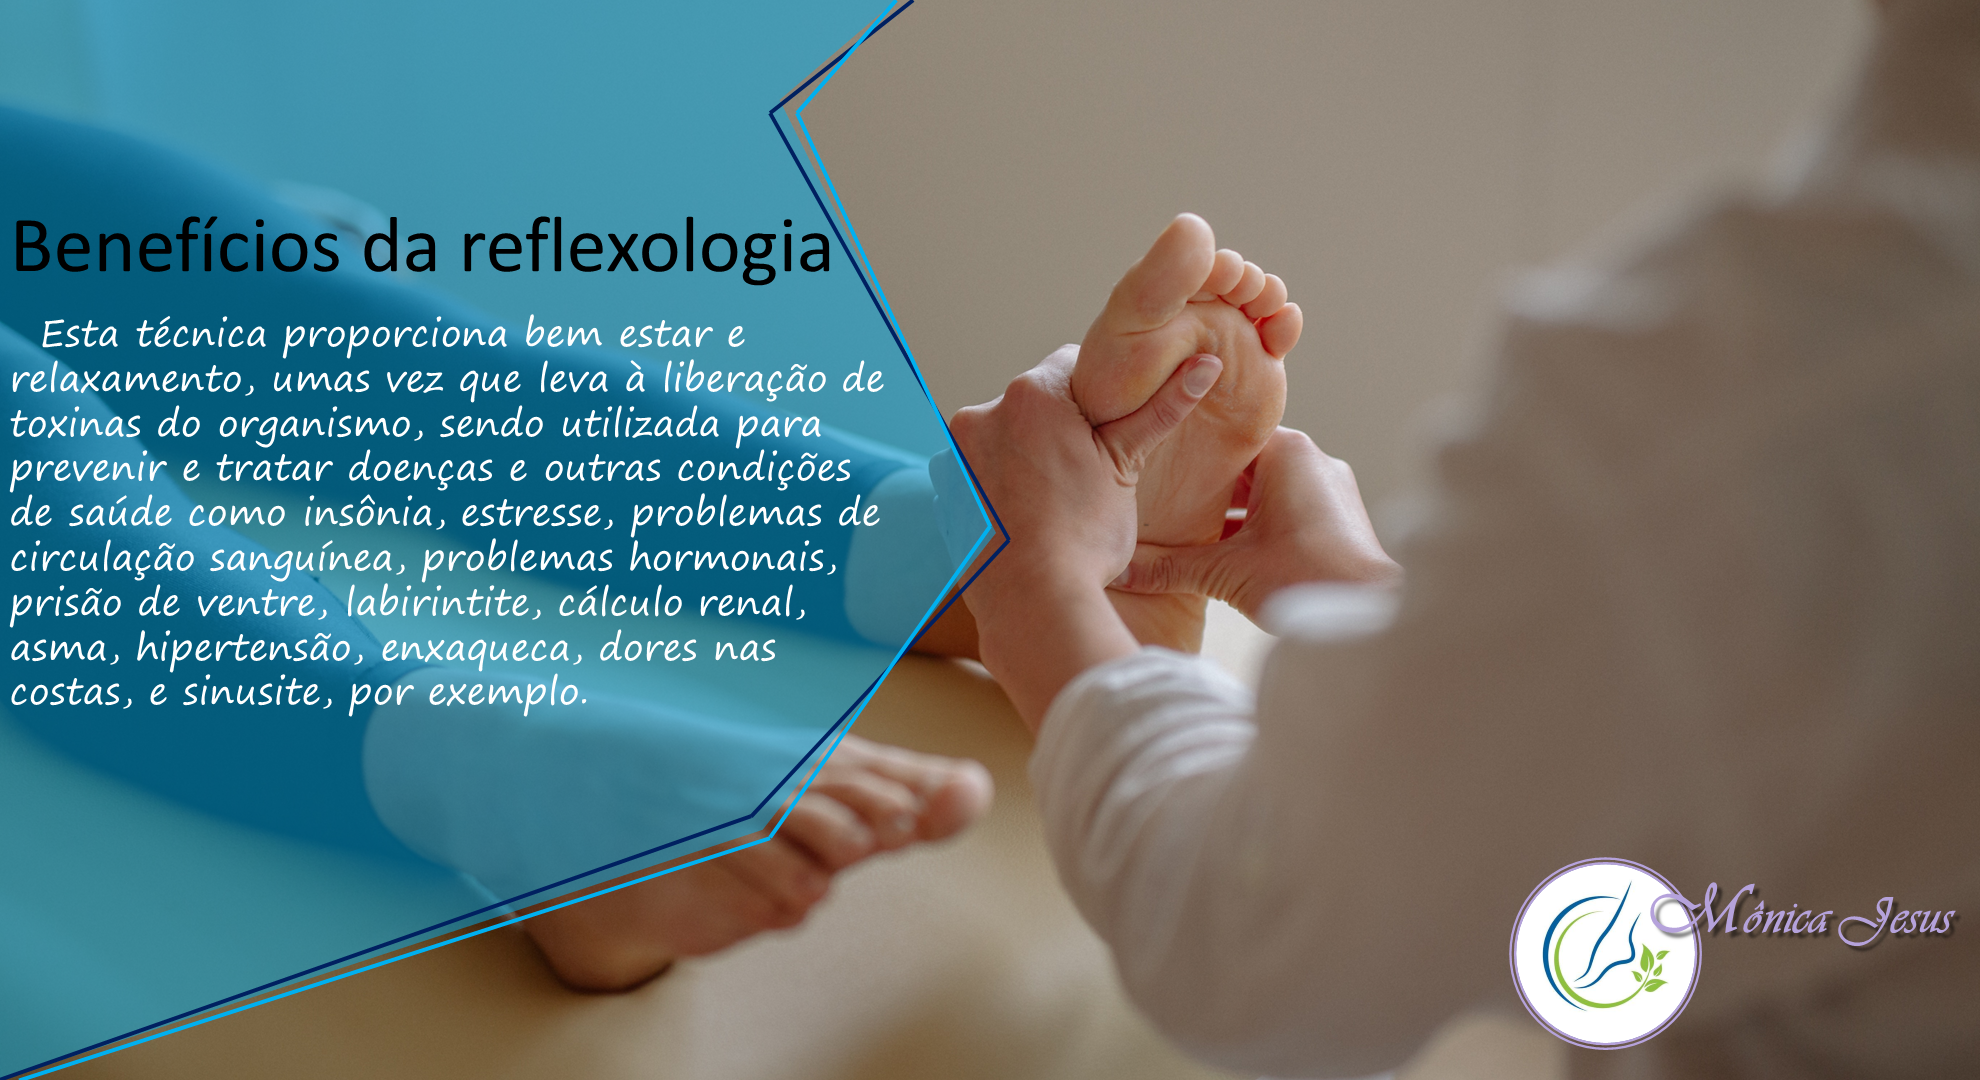 Benefícios da reflexologia
Esta técnica proporciona bem estar e
relaxamento, umas vez que leva à liberação de
toxinas do organismo, sendo utilizada para
prevenir e tratar doenças e outras condições
de saúde como insônia, estresse, problemas de
circulação sanguínea, problemas hormonais,
prisão de ventre, labirintite, cálculo renal,
asma, hipertensão, enxaqueca, dores nas
costas, e sinusite, por exemplo.
Mônica Jesus